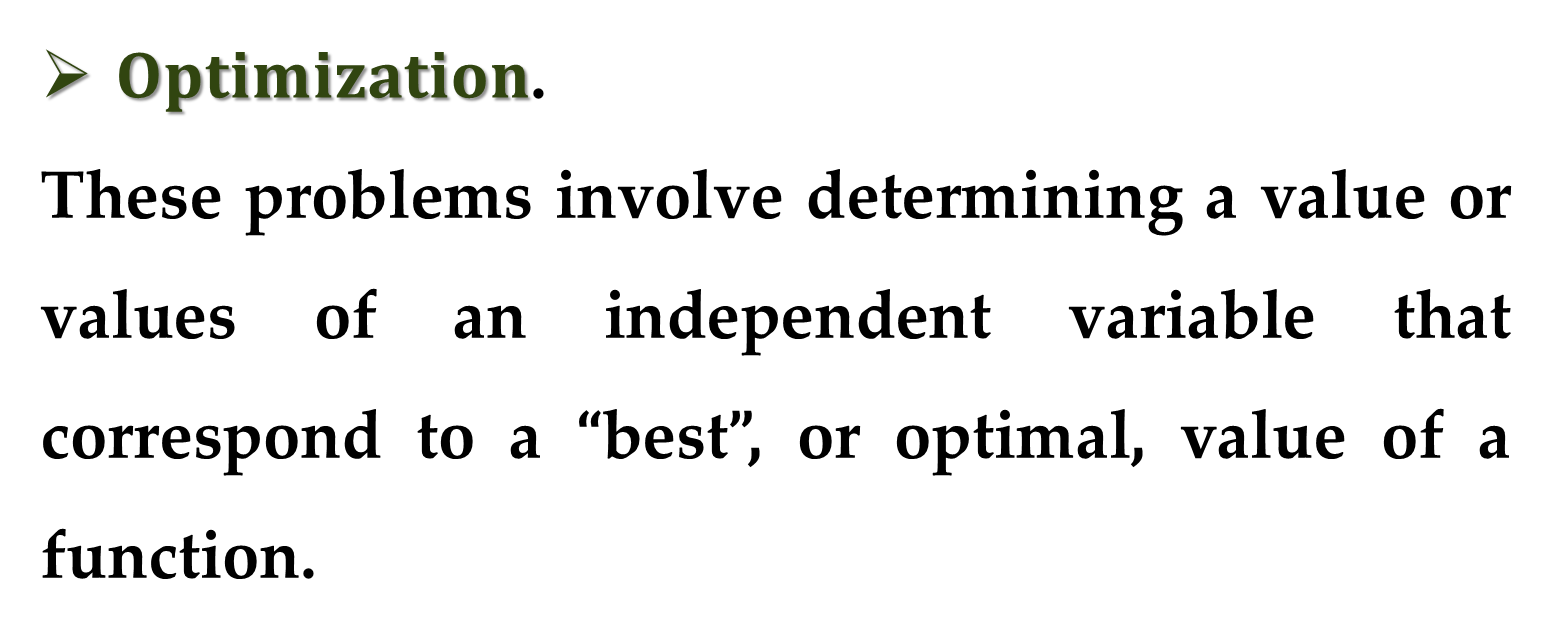 ➢ Optimization.
These problems involve determining a value or
values of an independent variable that
correspond to a “best”, or optimal, value of a
function.